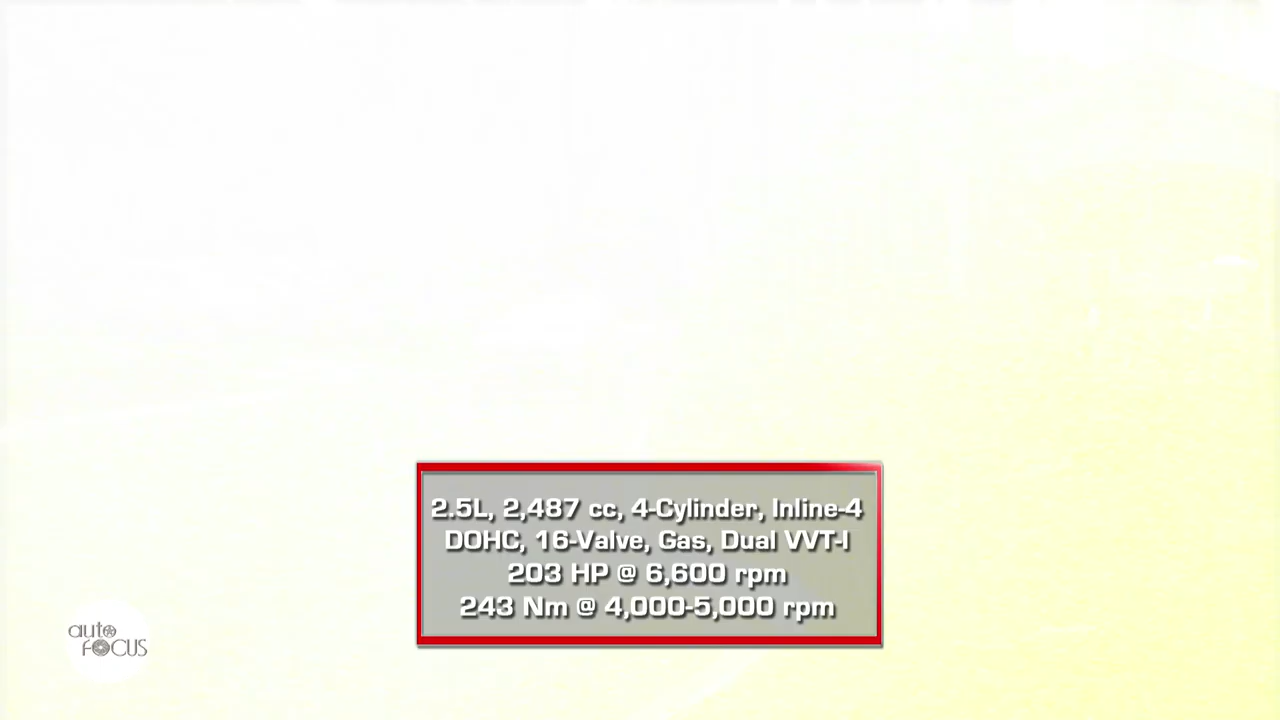 2.5L, 2,487 cc, 4-Cylinder, Inline-4
DOHC, 16-Valve, Gas, Dual VVT-I
203 HP @ 6,600 rpm
243 Nm @ 4,000-5,000 rpm
auto
FOCUS